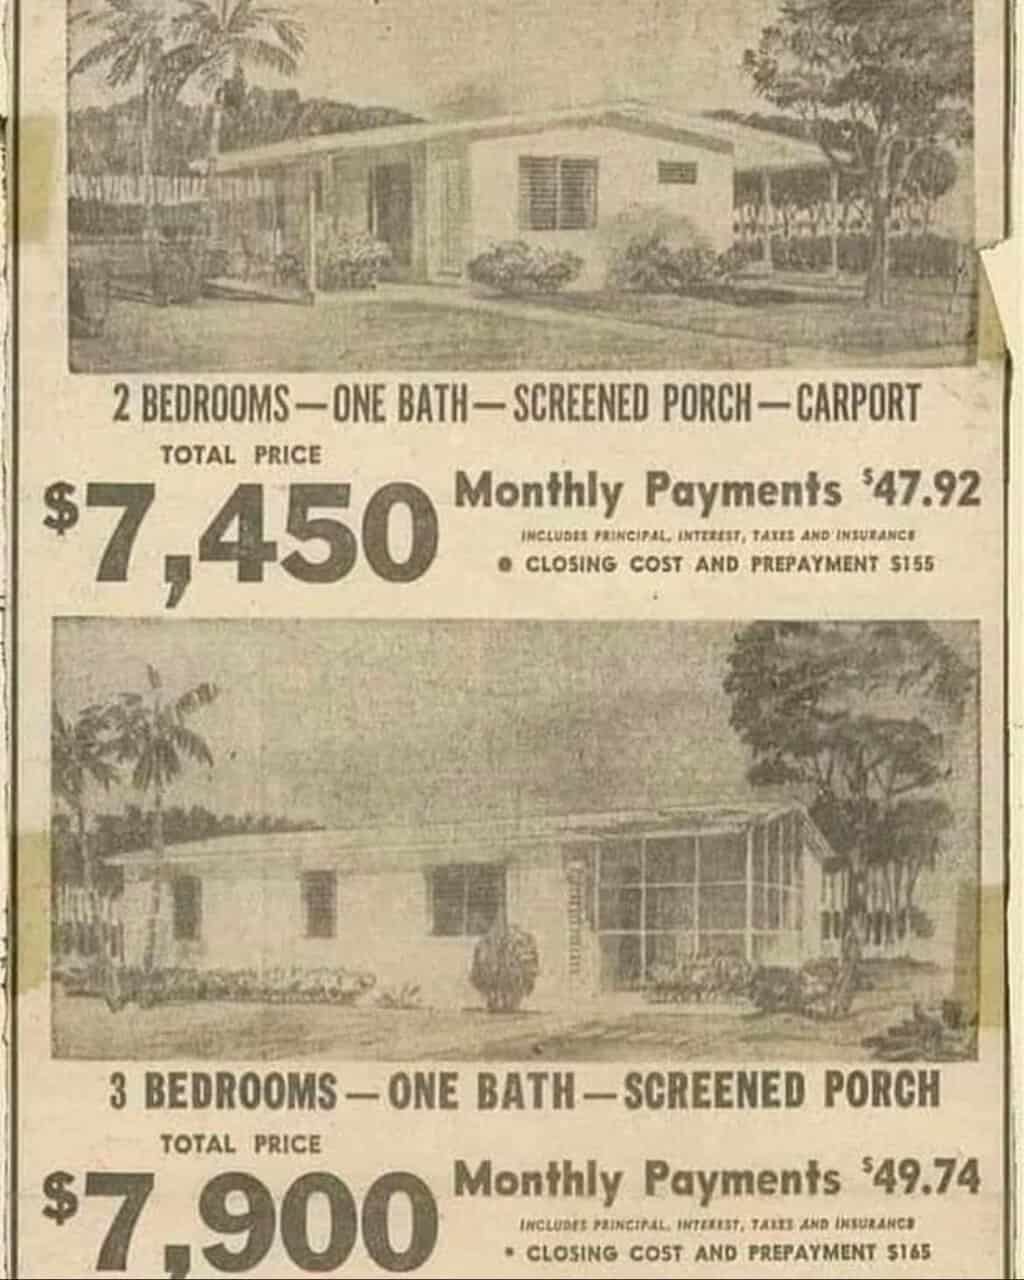 2 BEDROOMS—ONE BATH—SCREENED PORCH—CARPORT
TOTAL PRICE
$7,450
Monthly Payments $47.92
INCLUDES PRINCIPAL, INTEREST, TAXES AND INSURANCE
• CLOSING COST AND PREPAYMENT $155
3 BEDROOMS—ONE BATH—SCREENED PORCH
TOTAL PRICE
$7,900
Monthly Payments $49.74
INCLUDES PRINCIPAL, INTEREST, TAXES AND INSURANCE
• CLOSING COST AND PREPAYMENT $165